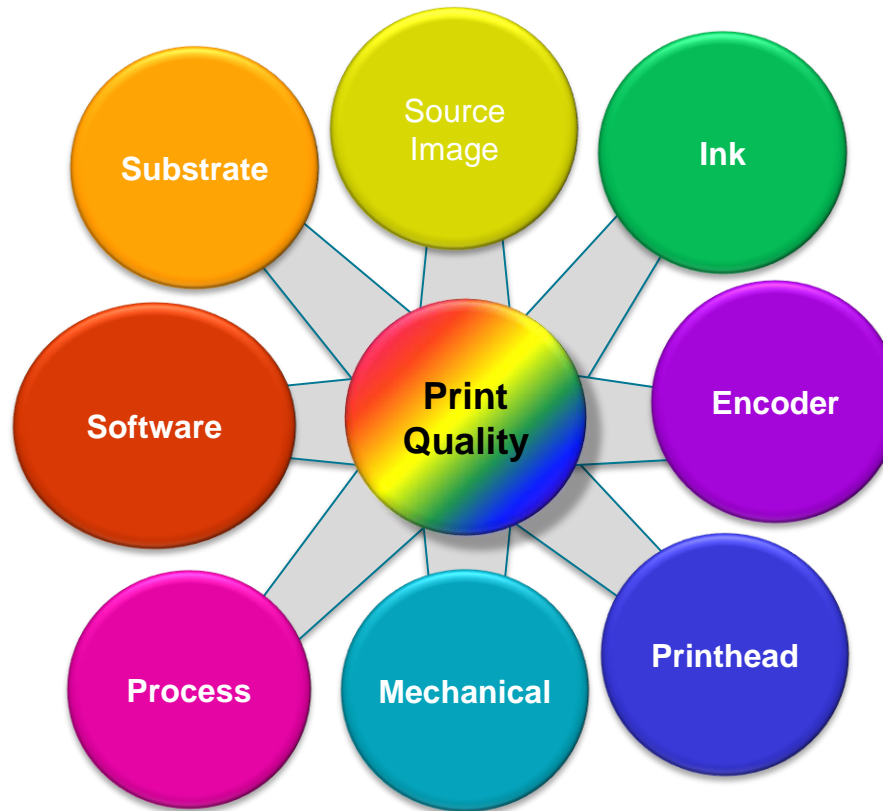 Source
Image
Substrate
Ink
Print
Quality
Encoder
Software
Printhead
Process
Mechanical